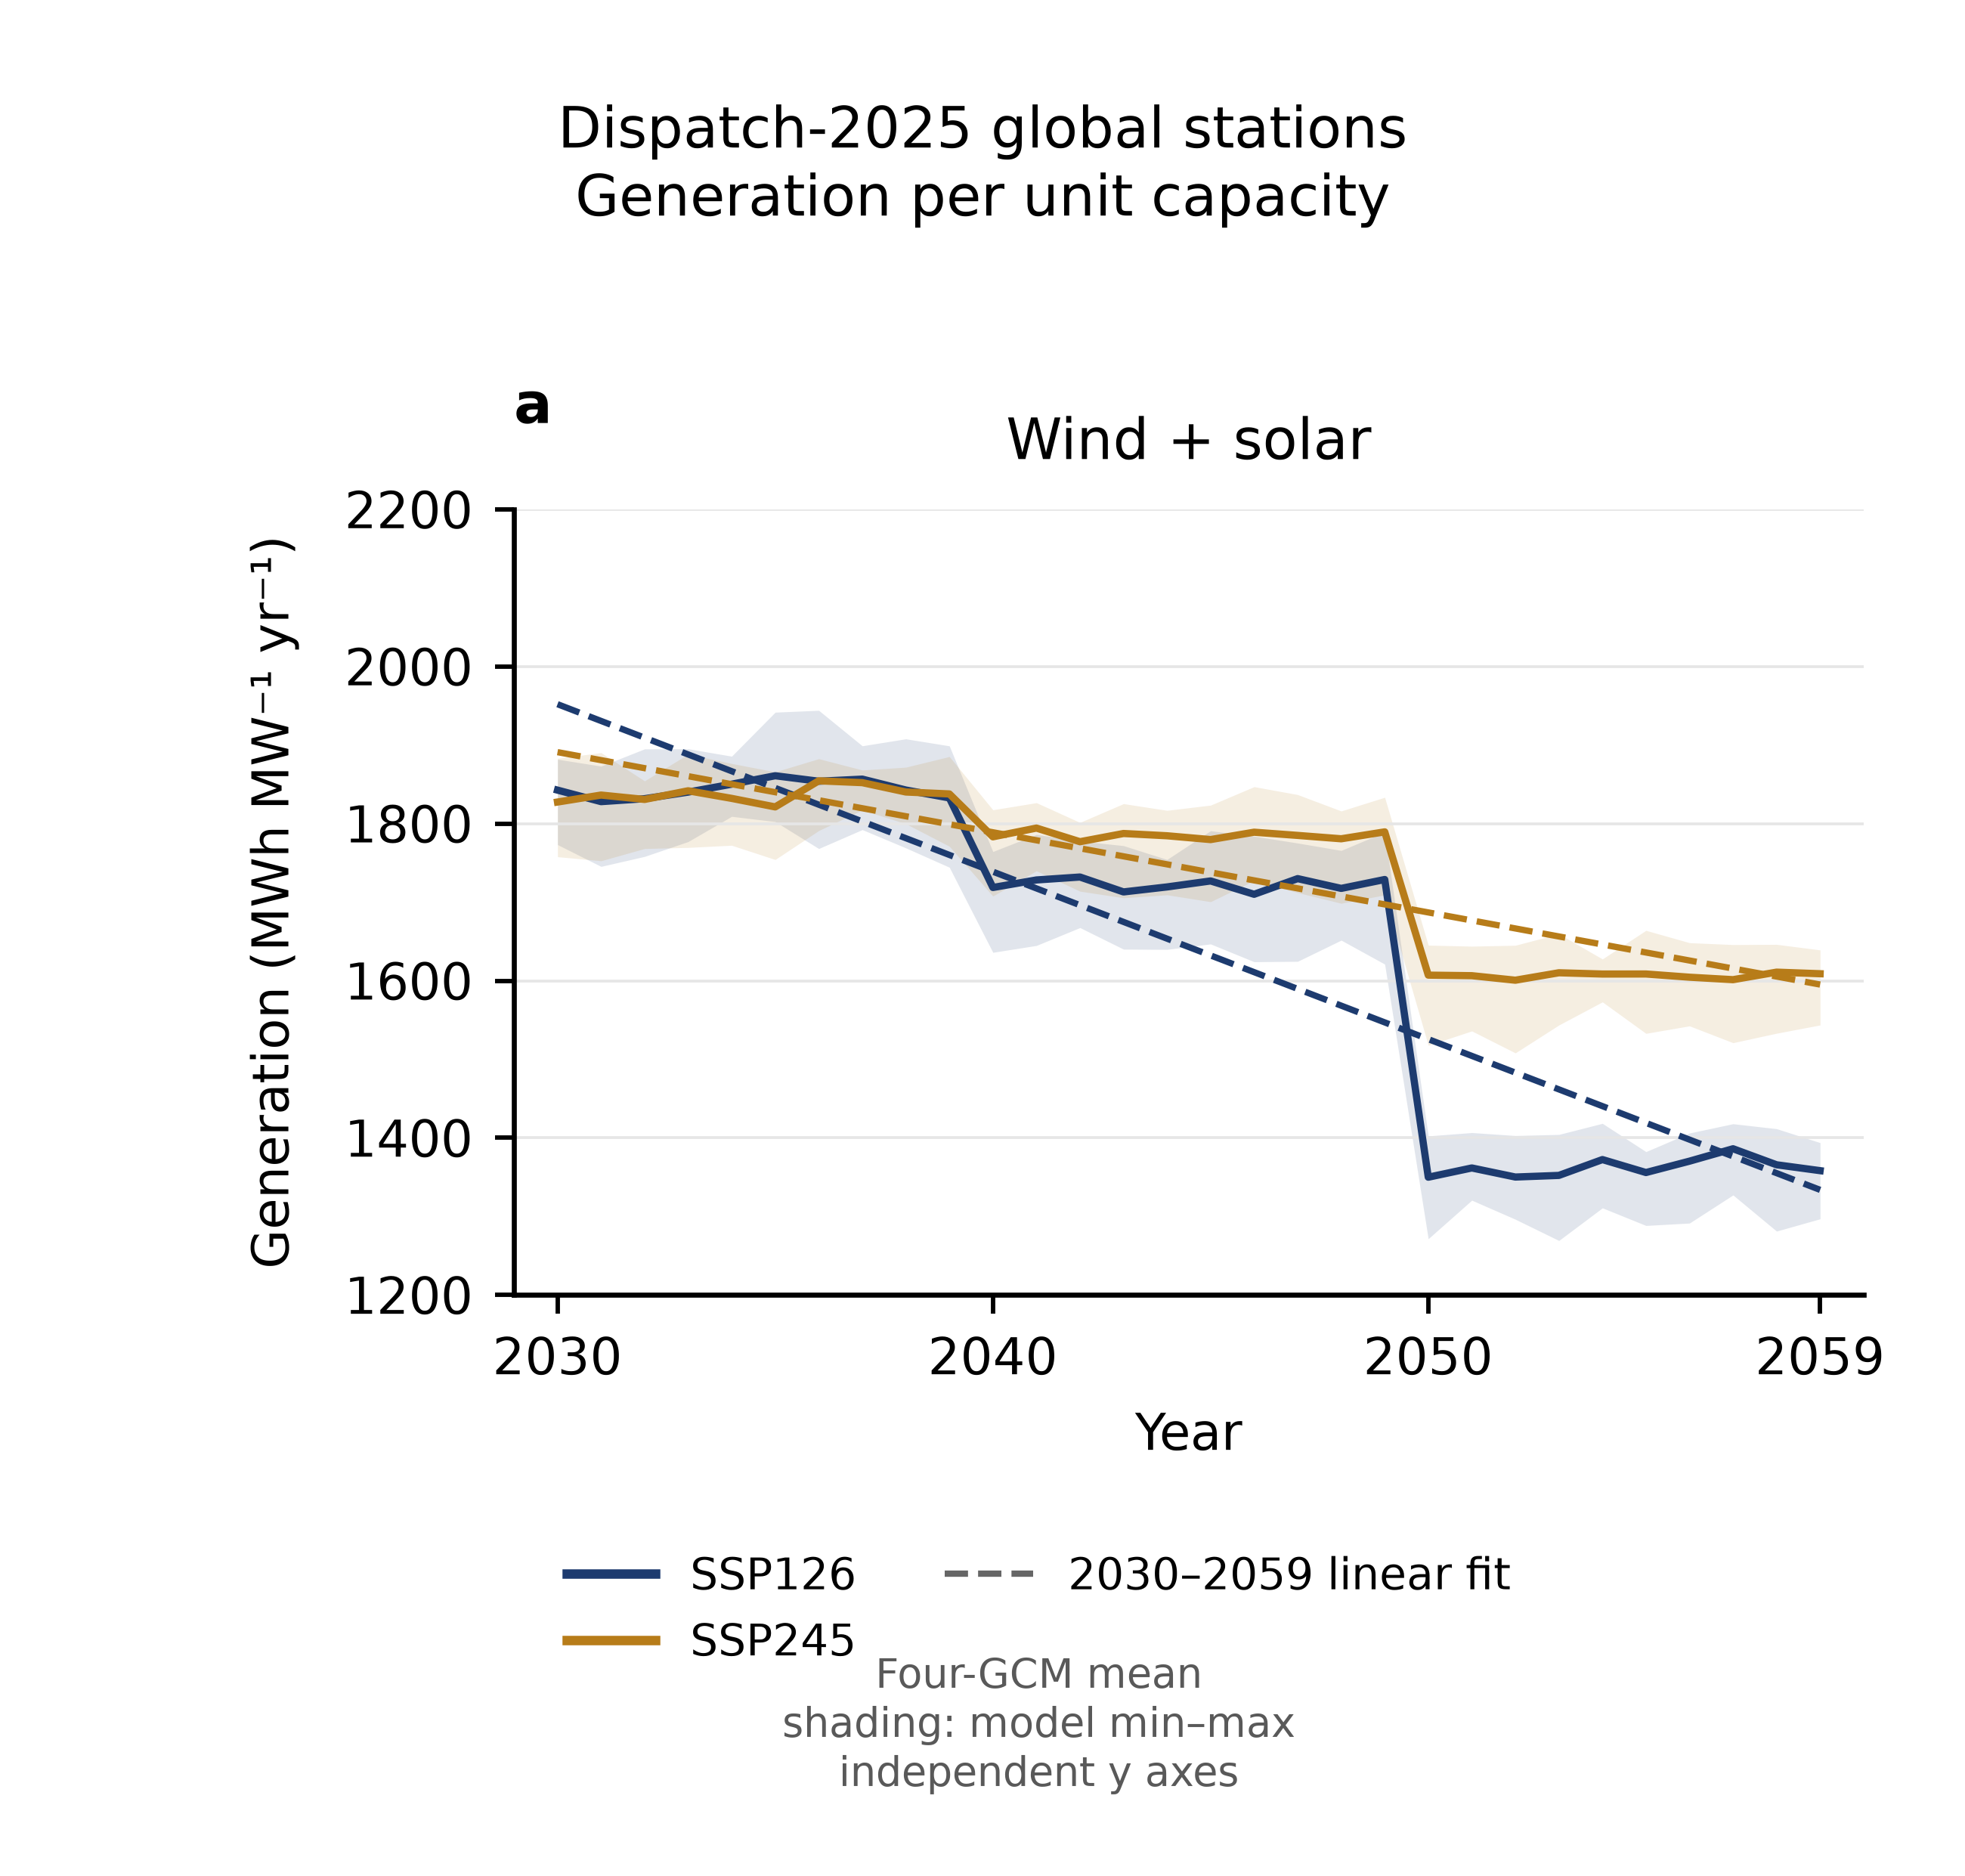 Dispatch-2025 global stations
Generation per unit capacity
a
Wind + solar
Generation (MWh MW⁻¹ yr⁻¹)
2200
2000
1800
1600
1400
1200
2030 2040 2050 2059
Year
SSP126
2030–2059 linear fit
SSP245
Four-GCM mean
shading: model min–max
independent y axes